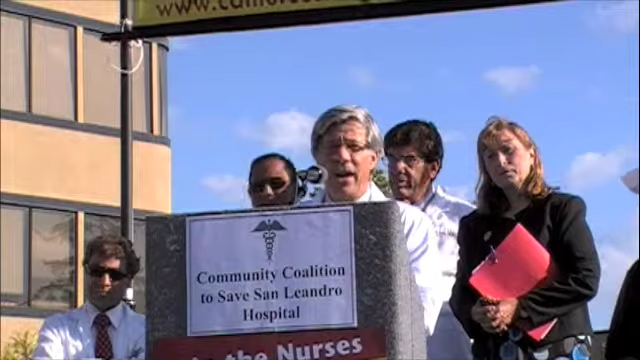 Community Coalition
to Save San Leandro
Hospital
the Nurses